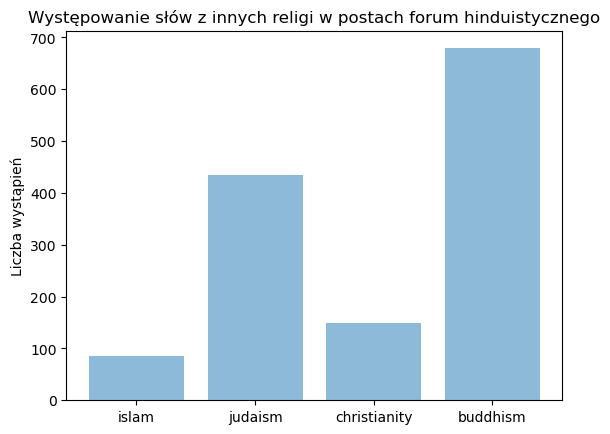 Występowanie słów z innych religi w postach forum hinduistycznego
Liczba wystąpień
700
600
500
400
300
200
100
0
islam judaism christianity buddhism